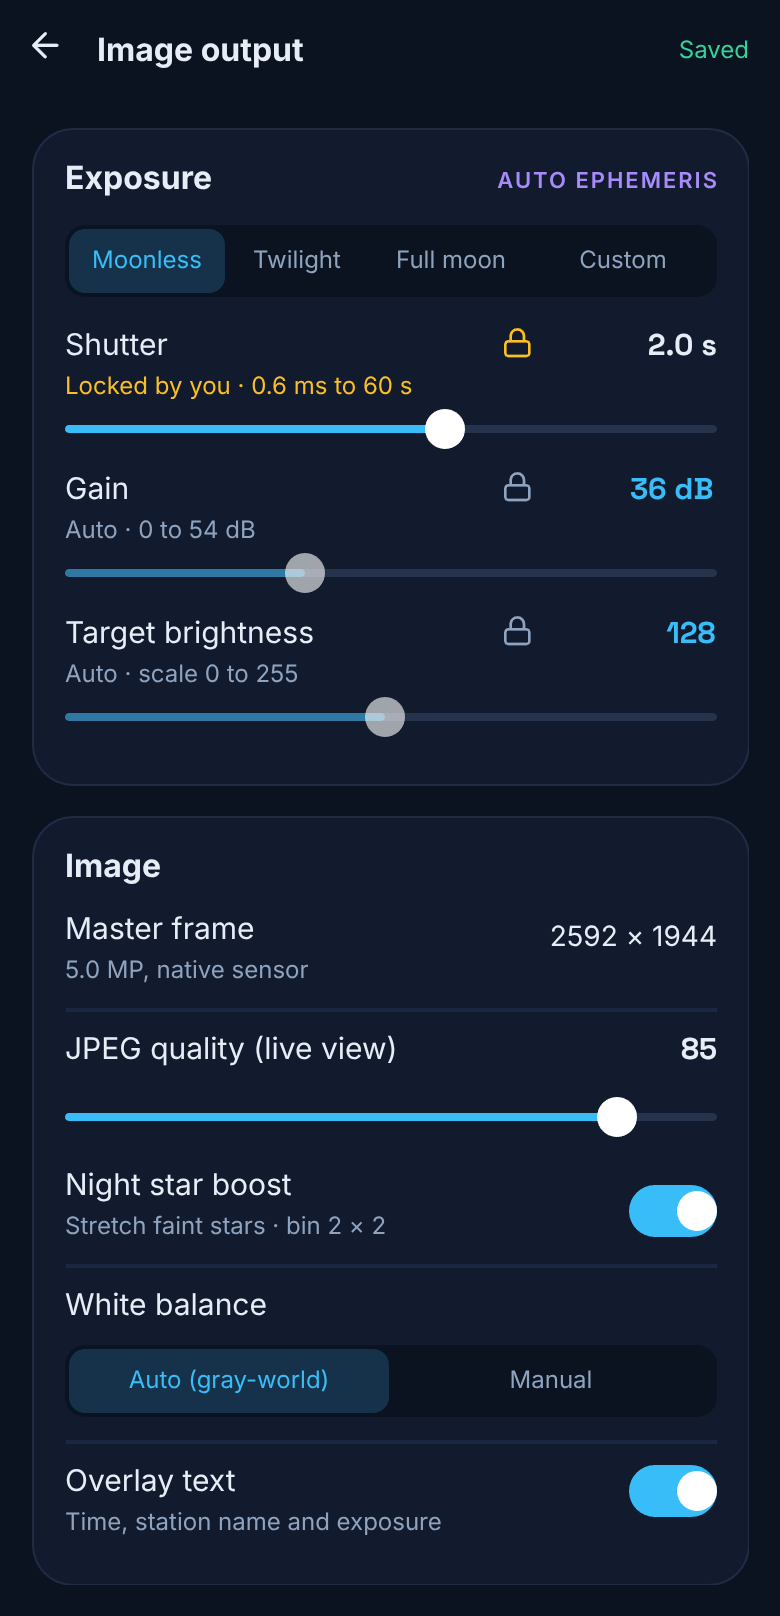 Image output
Saved
Exposure
AUTO EPHEMERIS
Moonless
Twilight
Full moon
Custom
Shutter
2.0 s
Locked by you · 0.6 ms to 60 s
Gain
36 dB
Auto · 0 to 54 dB
Target brightness
128
Auto · scale 0 to 255
Image
Master frame
2592 × 1944
5.0 MP, native sensor
JPEG quality (live view)
85
Night star boost
Stretch faint stars · bin 2 × 2
White balance
Auto (gray-world)
Manual
Overlay text
Time, station name and exposure